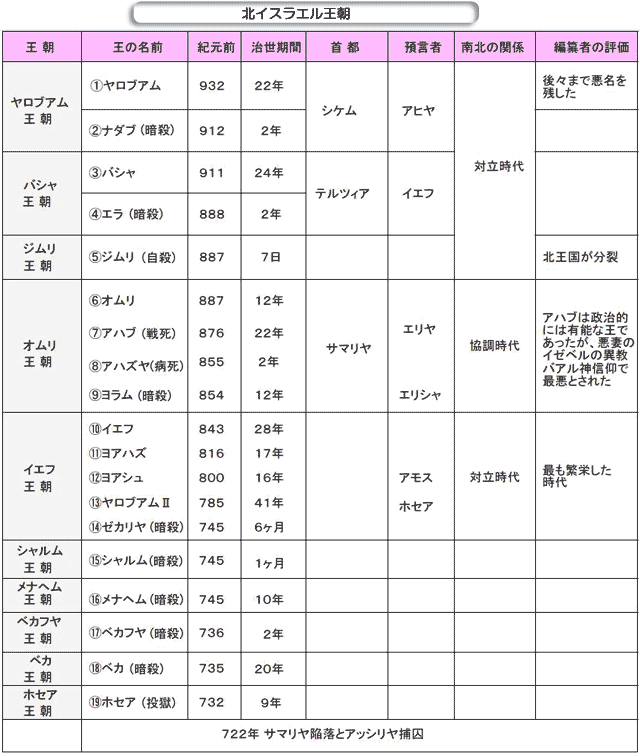 北イスラエル王朝
王 朝 王の名前 紀元前 治世期間 首 都 預言者 南北の関係 編纂者の評価
ヤロブアム
王 朝
①ヤロブアム 932 22年
②ナダブ(暗殺) 912 2年
シケム
アヒヤ
後々まで悪名を
残した
対立時代
バシャ
王 朝
③バシャ 911 24年
④エラ(暗殺) 888 2年
テルツィア
イエフ
ジムリ
王 朝
⑤ジムリ(自殺) 887 7日
北王国が分裂
オムリ
王 朝
⑥オムリ 887 12年
⑦アハブ(戦死) 876 22年
⑧アハズヤ(病死) 855 2年
⑨ヨラム(暗殺) 854 12年
サマリヤ
エリヤ
エリシャ
協調時代
アハブは政治的
には有能な王で
あったが、悪妻の
イゼベルの異教
バアル神信仰で
最悪とされた
イエフ
王 朝
⑩イエフ 843 28年
⑪ヨアハズ 816 17年
⑫ヨアシュ 800 16年
⑬ヤロブアムⅡ 785 41年
⑭ゼカリヤ(暗殺) 745 6ヶ月
アモス
ホセア
対立時代
最も繁栄した
時代
シャルム
王 朝
⑮シャルム(暗殺) 745 1ヶ月
メナヘム
王 朝
⑯メナヘム(暗殺) 745 10年
ペカフヤ
王 朝
⑰ペカフヤ(暗殺) 736 2年
ペカ
王 朝
⑱ペカ(暗殺) 735 20年
ホセア
王 朝
⑲ホセア(投獄) 732 9年
722年 サマリヤ陥落とアッシリヤ捕囚